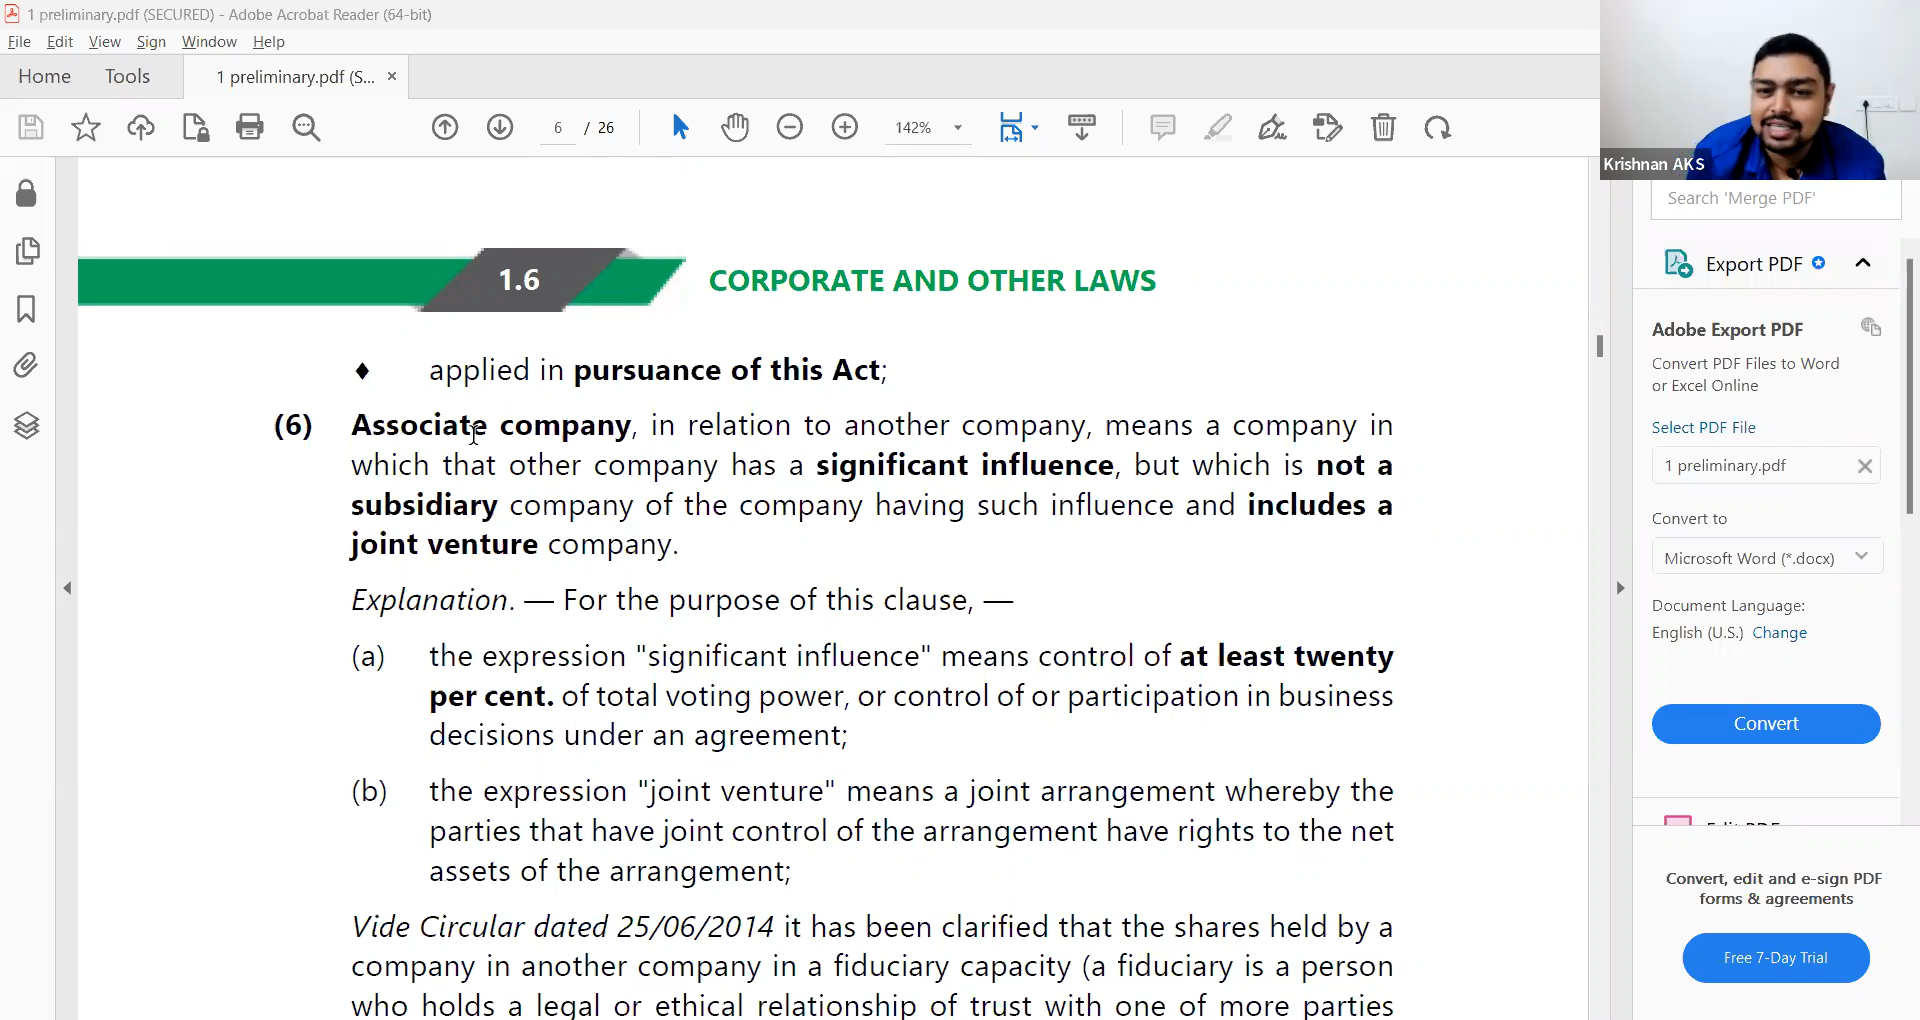 1 preliminary.pdf (SECURED) - Adobe Acrobat Reader (64-bit)
File Edit View Sign Window Help
Home Tools 1 preliminary.pdf (S... ×
6 / 26 142%
Krishnan AKS
Search 'Merge PDF'
1.6 CORPORATE AND OTHER LAWS
♦ applied in pursuance of this Act;
(6) Associate company, in relation to another company, means a company in
which that other company has a significant influence, but which is not a
subsidiary company of the company having such influence and includes a
joint venture company.
Explanation. — For the purpose of this clause, —
(a) the expression "significant influence" means control of at least twenty
per cent. of total voting power, or control of or participation in business
decisions under an agreement;
(b) the expression "joint venture" means a joint arrangement whereby the
parties that have joint control of the arrangement have rights to the net
assets of the arrangement;
Vide Circular dated 25/06/2014 it has been clarified that the shares held by a
company in another company in a fiduciary capacity (a fiduciary is a person
who holds a legal or ethical relationship of trust with one of more parties
Export PDF
Adobe Export PDF
Convert PDF Files to Word
or Excel Online
Select PDF File
1 preliminary.pdf
Convert to
Microsoft Word (*.docx)
Document Language:
English (U.S.) Change
Convert
Edit PDF
Convert, edit and e-sign PDF
forms & agreements
Free 7-Day Trial